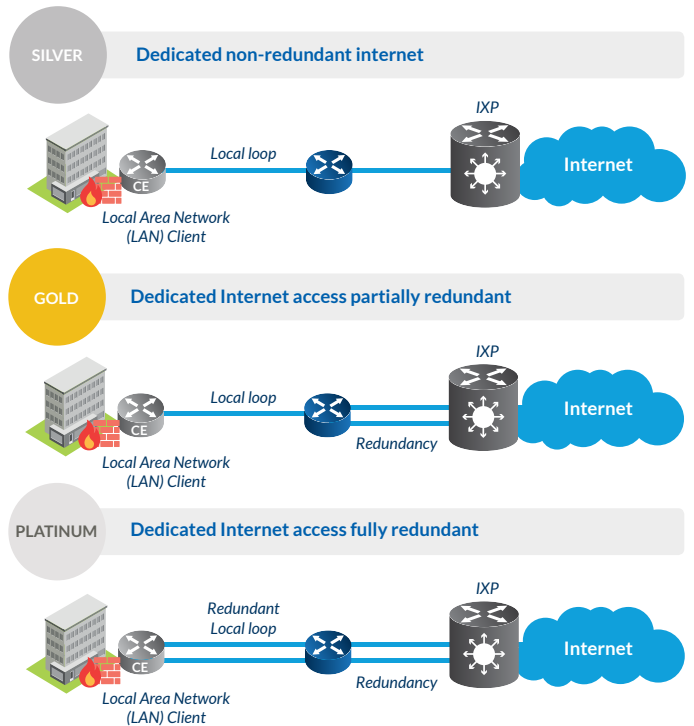 SILVER
Dedicated non-redundant internet
IXP
Local loop
Internet
CE
Local Area Network
(LAN) Client
GOLD
Dedicated Internet access partially redundant
IXP
Local loop
Internet
CE
Redundancy
Local Area Network
(LAN) Client
PLATINUM
Dedicated Internet access fully redundant
IXP
Redundant
Local loop
Internet
CE
Redundancy
Local Area Network
(LAN) Client